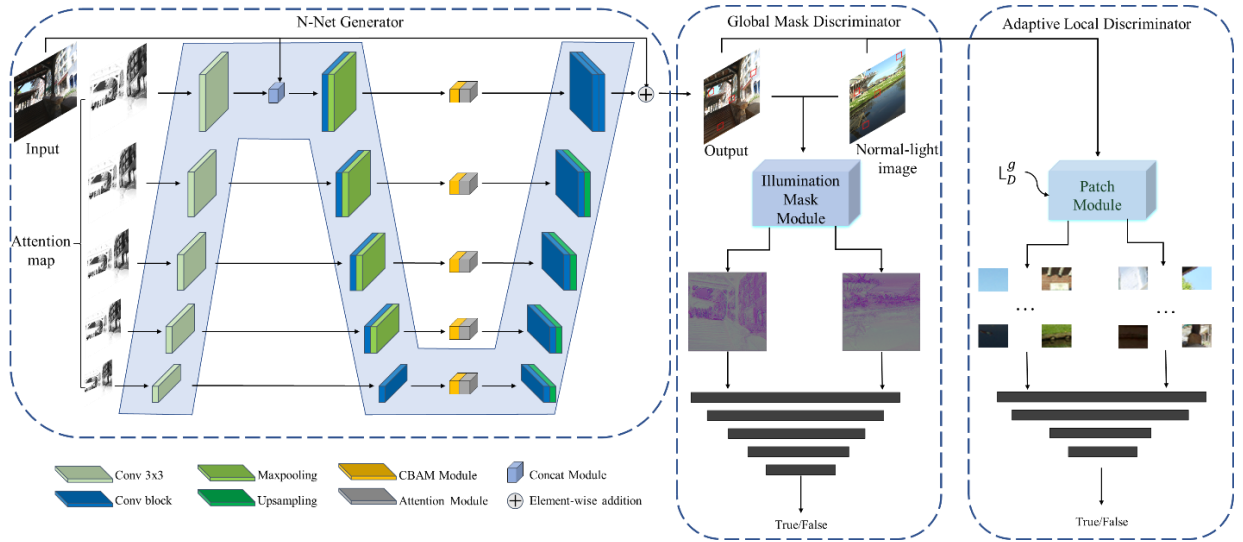 N-Net Generator
Global Mask Discriminator
Adaptive Local Discriminator
Input
Attention
map
Output
Normal-light
image
Illumination
Mask
Module
L_D^g
Patch
Module
...
...
Conv 3x3
Maxpooling
CBAM Module
Concat Module
Conv block
Upsampling
Attention Module
Element-wise addition
True/False
True/False